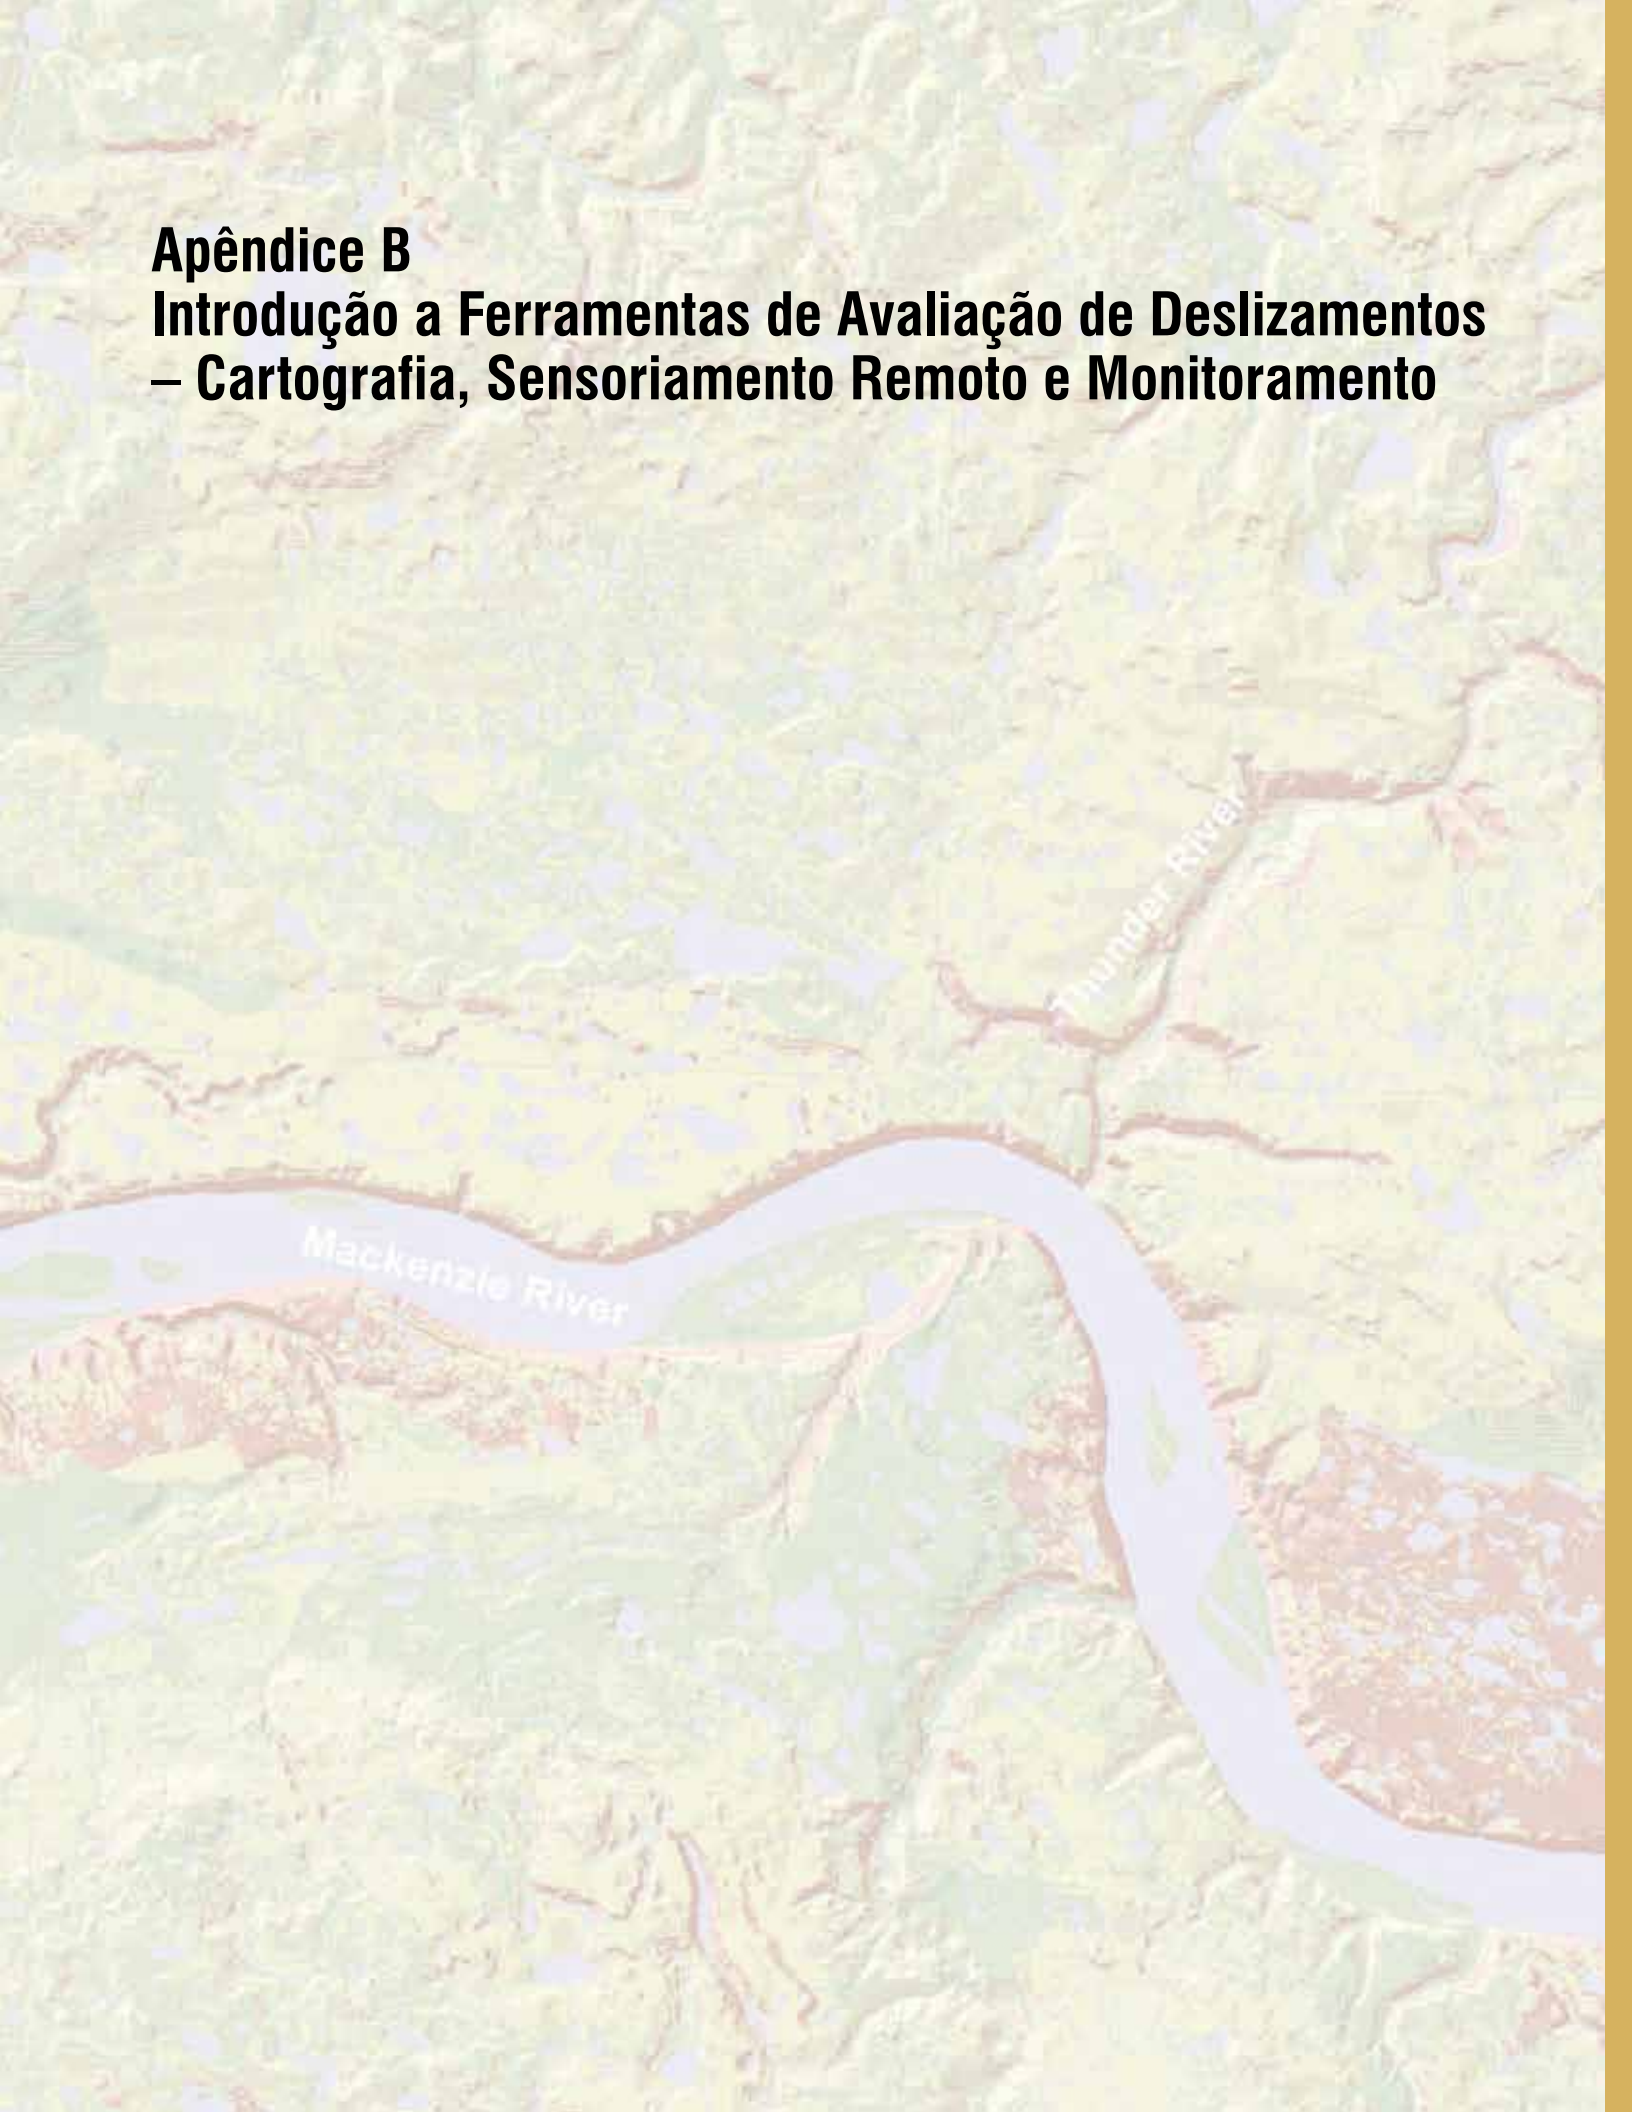 Apêndice B
Introdução a Ferramentas de Avaliação de Deslizamentos
– Cartografia, Sensoriamento Remoto e Monitoramento
Thunder River
Mackenzie River